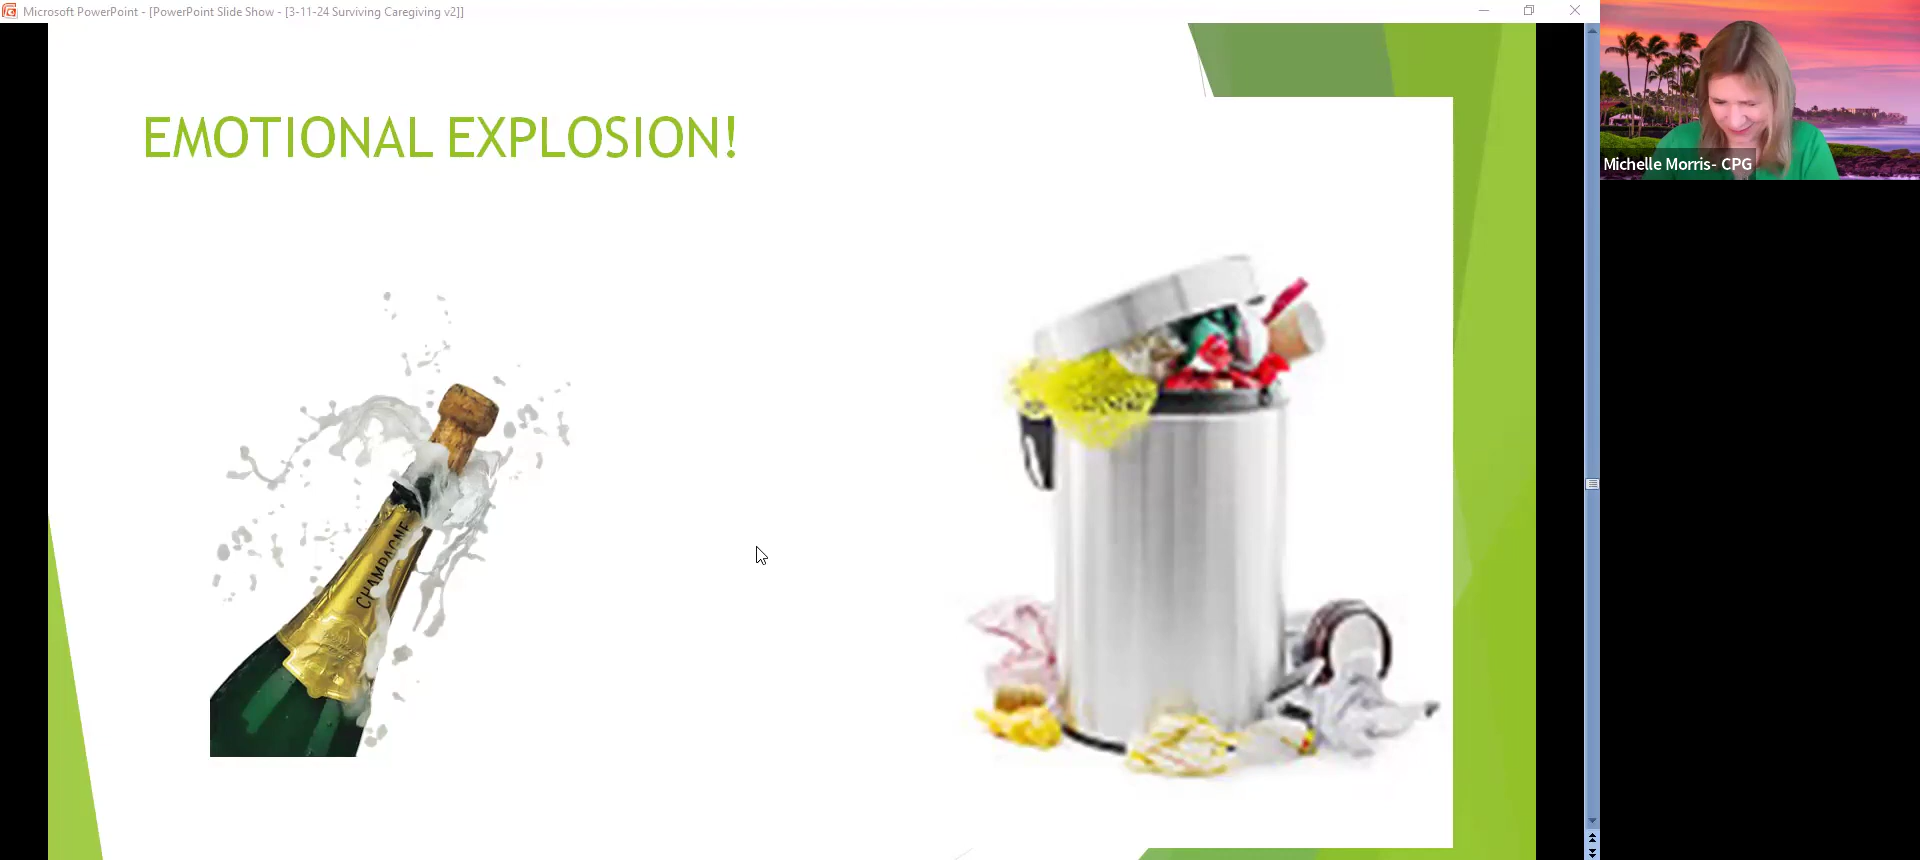 Microsoft PowerPoint - [PowerPoint Slide Show - [3-11-24 Surviving Caregiving v2]]
EMOTIONAL EXPLOSION!
CHAMPAGNE
Michelle Morris- CPG